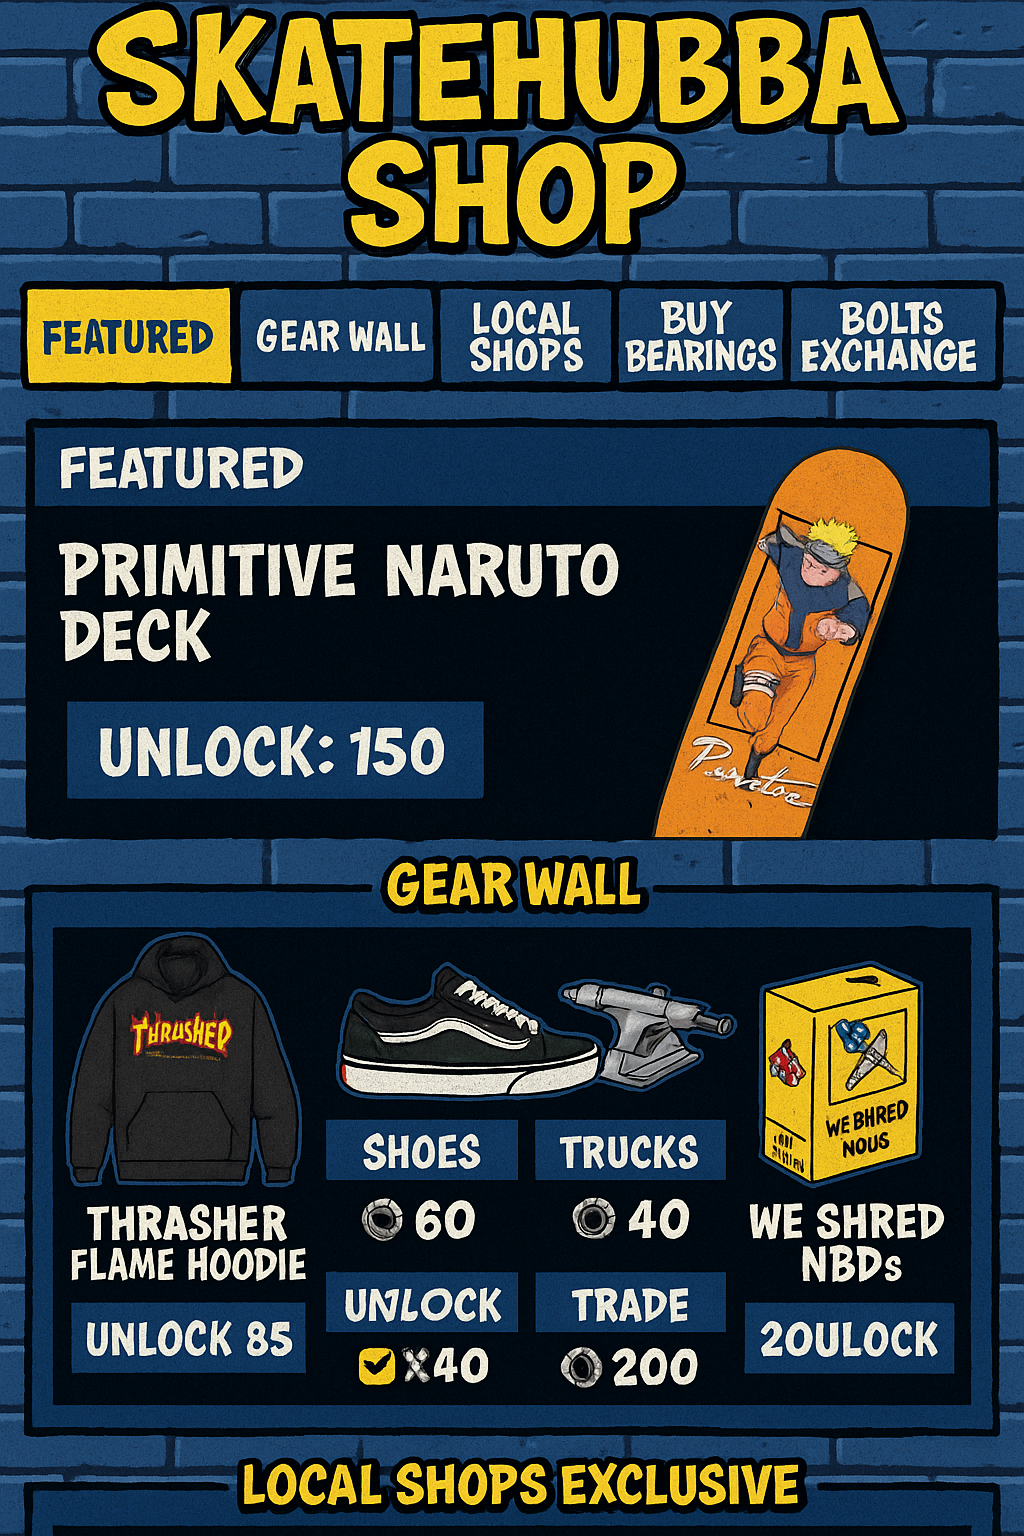 SKATEHUBBA
SHOP
FEATURED
GEAR WALL
LOCAL
SHOPS
BUY
BEARINGS
BOLTS
EXCHANGE
FEATURED
PRIMITIVE NARUTO
DECK
UNLOCK: 150
GEAR WALL
THRUSHED
WE BHRED
NOUS
SHOES
TRUCKS
60
40
THRASHER
FLAME HOODIE
WE SHRED
NBDs
UNLOCK
TRADE
UNLOCK 85
X40
200
20ULOCK
LOCAL SHOPS EXCLUSIVE